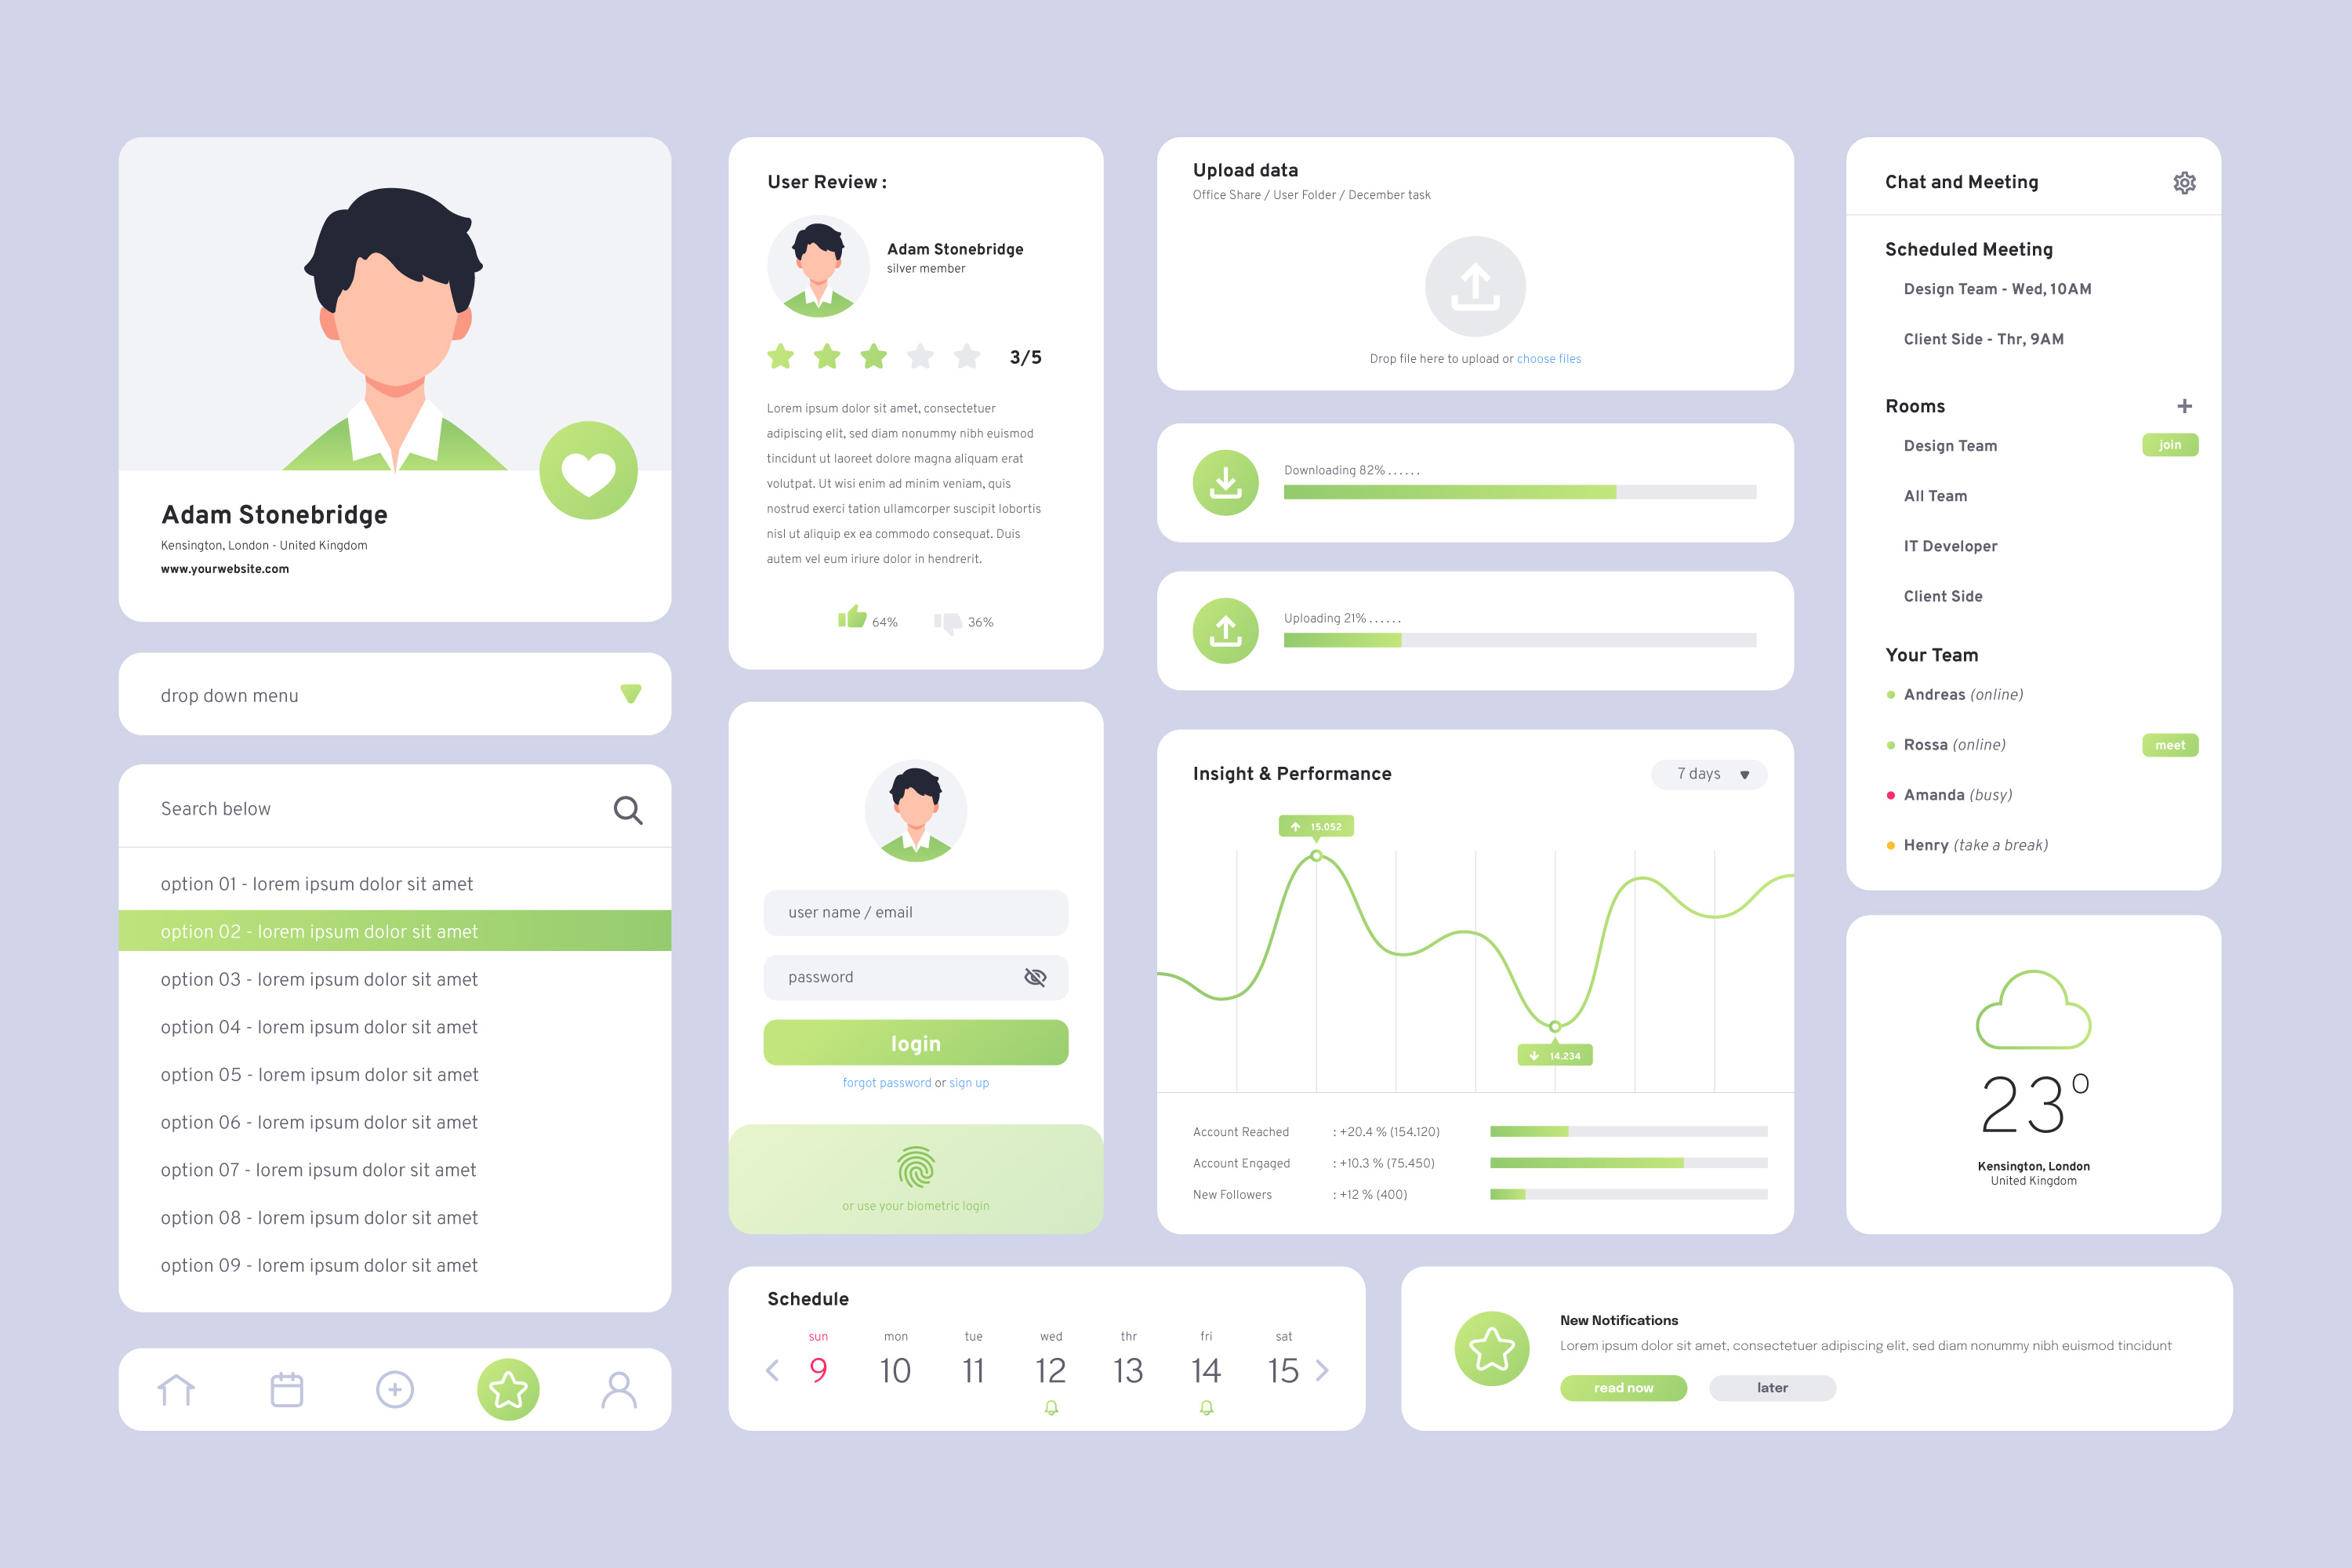 Adam Stonebridge
Kensington, London - United Kingdom
www.yourwebsite.com
drop down menu
Search below
option 01 - lorem ipsum dolor sit amet
option 02 - lorem ipsum dolor sit amet
option 03 - lorem ipsum dolor sit amet
option 04 - lorem ipsum dolor sit amet
option 05 - lorem ipsum dolor sit amet
option 06 - lorem ipsum dolor sit amet
option 07 - lorem ipsum dolor sit amet
option 08 - lorem ipsum dolor sit amet
option 09 - lorem ipsum dolor sit amet
User Review :
Adam Stonebridge
silver member
3/5
Lorem ipsum dolor sit amet, consectetuer
adipiscing elit, sed diam nonummy nibh euismod
tincidunt ut laoreet dolore magna aliquam erat
volutpat. Ut wisi enim ad minim veniam, quis
nostrud exerci tation ullamcorper suscipit lobortis
nisl ut aliquip ex ea commodo consequat. Duis
autem vel eum iriure dolor in hendrerit.
64% 36%
user name / email
password
login
forgot password or sign up
or use your biometric login
Upload data
Office Share / User Folder / December task
Drop file here to upload or choose files
Downloading 82% . . . . . .
Uploading 21% . . . . . .
Insight & Performance 7 days
15.052
14.234
Account Reached : +20.4 % (154.120)
Account Engaged : +10.3 % (75.450)
New Followers : +12 % (400)
Chat and Meeting
Scheduled Meeting
Design Team - Wed, 10AM
Client Side - Thr, 9AM
Rooms
Design Team join
All Team
IT Developer
Client Side
Your Team
Andreas (online)
Rossa (online) meet
Amanda (busy)
Henry (take a break)
23°
Kensington, London
United Kingdom
Schedule
sun mon tue wed thr fri sat
9 10 11 12 13 14 15
New Notifications
Lorem ipsum dolor sit amet, consectetuer adipiscing elit, sed diam nonummy nibh euismod tincidunt
read now later